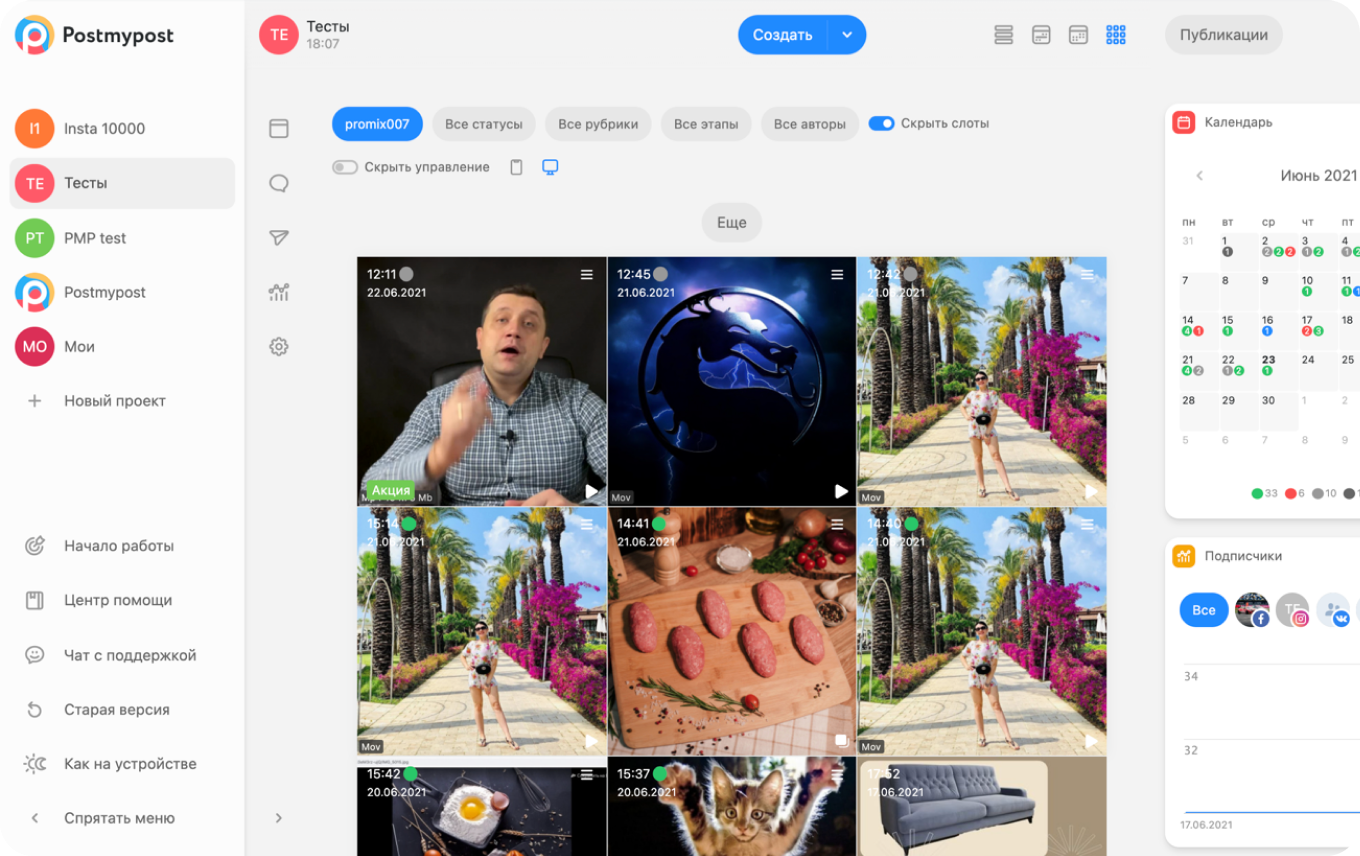 Postmypost
I1 Insta 10000
TE Тесты
PT PMP test
Postmypost
MO Мои
Новый проект
Начало работы
Центр помощи
Чат с поддержкой
Старая версия
Как на устройстве
Спрятать меню
TE Тесты
18:07
Создать
Публикации
promix007 Все статусы Все рубрики Все этапы Все авторы Скрыть слоты
Скрыть управление
Еще
12:11
22.06.2021
Акция
Mb
12:45
21.06.2021
Mov
12:42
21.06.2021
Mov
15:14
21.06.2021
Mov
14:41
21.06.2021
14:40
21.06.2021
Mov
15:42
20.06.2021
15:37
20.06.2021
17:52
17.06.2021
Календарь
Июнь 2021
пн вт ср чт пт
31 1 2 3 4
1 2 2 2 1 2 1 2
7 8 9 10 11
1 1 1
14 15 16 17 18
4 1 1 1 2 3
21 22 23 24 25
4 2 1 2 1
28 29 30 1 2
5 6 7 8 9
33 6 10 1
Подписчики
Все TE
34
32
17.06.2021